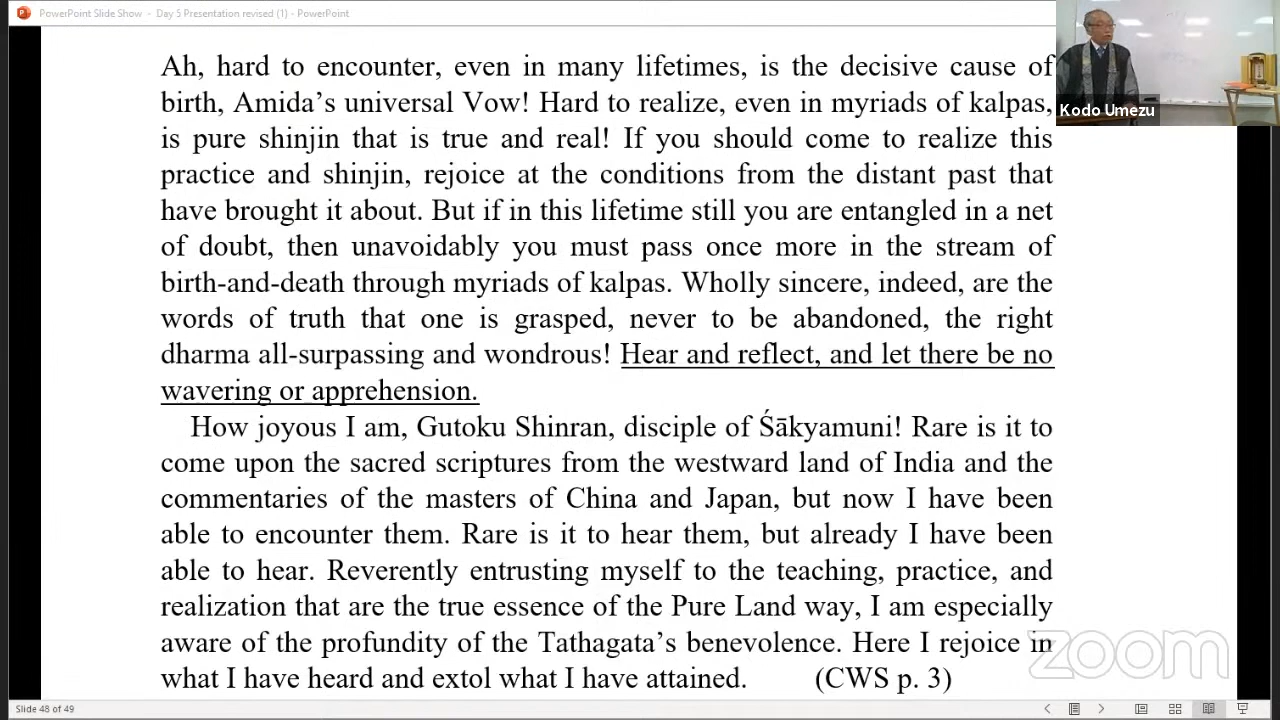 PowerPoint Slide Show - Day 5 Presentation revised (1) - PowerPoint
Ah, hard to encounter, even in many lifetimes, is the decisive cause of
birth, Amida’s universal Vow! Hard to realize, even in myriads of kalpas,
is pure shinjin that is true and real! If you should come to realize this
practice and shinjin, rejoice at the conditions from the distant past that
have brought it about. But if in this lifetime still you are entangled in a net
of doubt, then unavoidably you must pass once more in the stream of
birth-and-death through myriads of kalpas. Wholly sincere, indeed, are the
words of truth that one is grasped, never to be abandoned, the right
dharma all-surpassing and wondrous! Hear and reflect, and let there be no
wavering or apprehension.
How joyous I am, Gutoku Shinran, disciple of Śākyamuni! Rare is it to
come upon the sacred scriptures from the westward land of India and the
commentaries of the masters of China and Japan, but now I have been
able to encounter them. Rare is it to hear them, but already I have been
able to hear. Reverently entrusting myself to the teaching, practice, and
realization that are the true essence of the Pure Land way, I am especially
aware of the profundity of the Tathagata’s benevolence. Here I rejoice in
what I have heard and extol what I have attained. (CWS p. 3)
Kodo Umezu
zoom
Slide 48 of 49